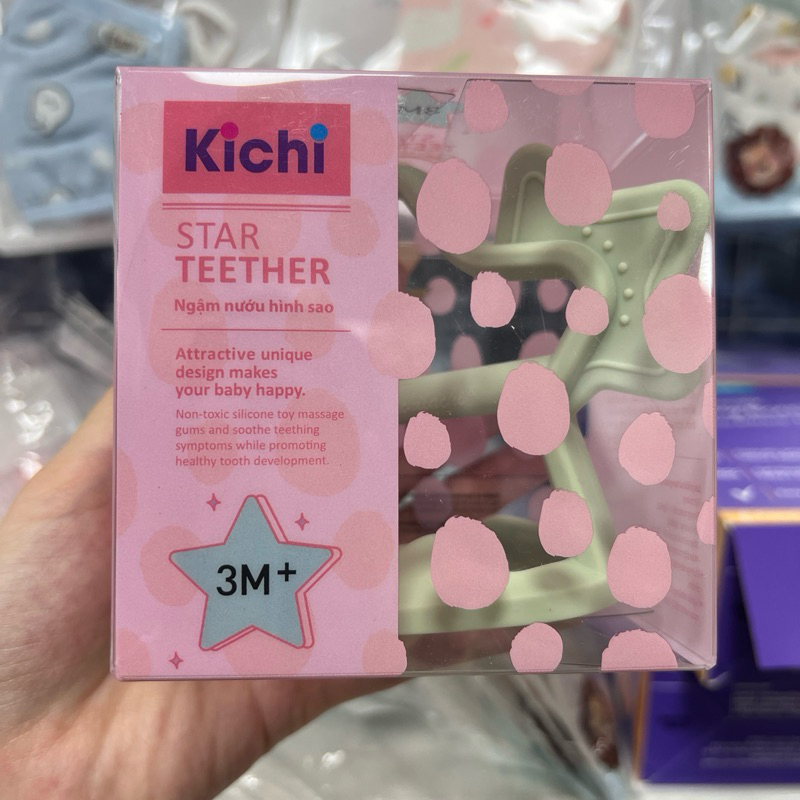 Kichi
STAR
TEETHER
Ngậm nướu hình sao
Attractive unique
design makes
your baby happy.
Non-toxic silicone toy massage
gums and soothe teething
symptoms while promoting
healthy tooth development.
3M+